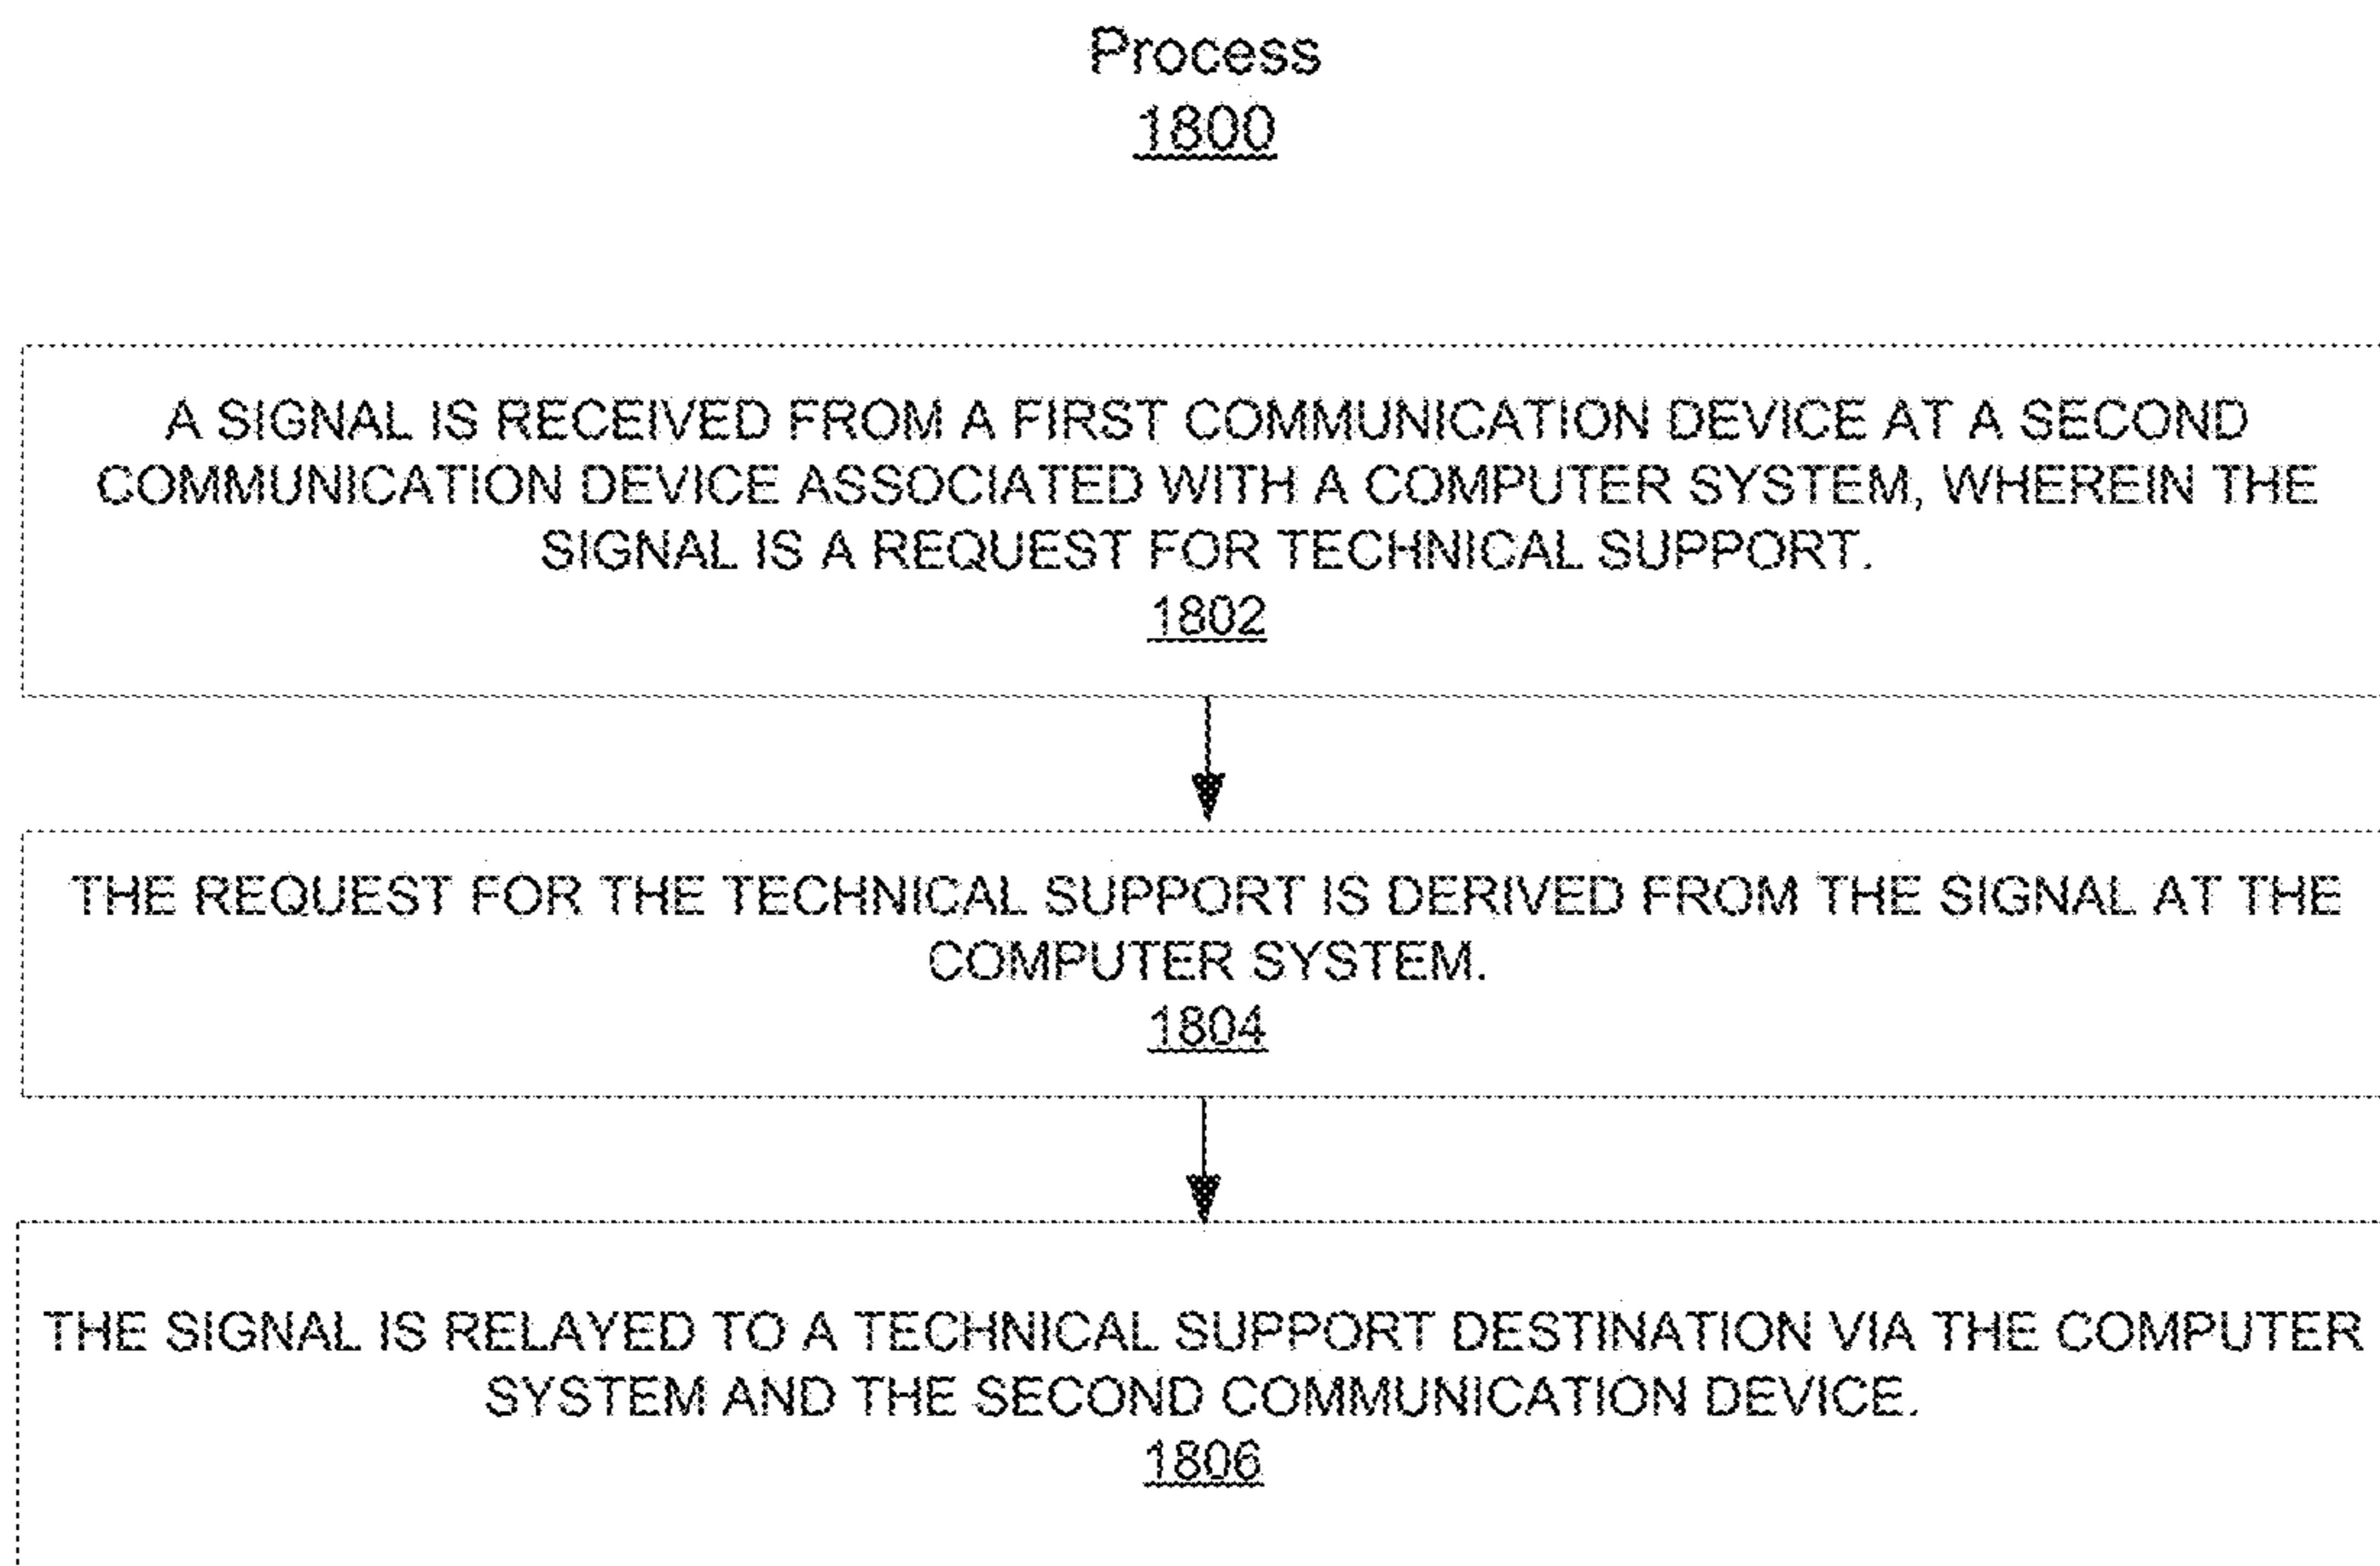 Process
1800
A SIGNAL IS RECEIVED FROM A FIRST COMMUNICATION DEVICE AT A SECOND
COMMUNICATION DEVICE ASSOCIATED WITH A COMPUTER SYSTEM, WHEREIN THE
SIGNAL IS A REQUEST FOR TECHNICAL SUPPORT.
1802
THE REQUEST FOR THE TECHNICAL SUPPORT IS DERIVED FROM THE SIGNAL AT THE
COMPUTER SYSTEM.
1804
THE SIGNAL IS RELAYED TO A TECHNICAL SUPPORT DESTINATION VIA THE COMPUTER
SYSTEM AND THE SECOND COMMUNICATION DEVICE.
1806